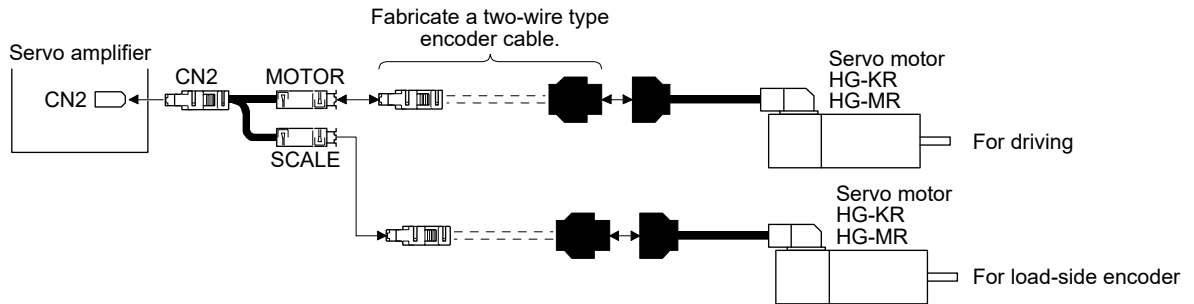 Fabricate a two-wire type
encoder cable.
Servo amplifier
CN2
CN2
MOTOR
SCALE
Servo motor
HG-KR
HG-MR
For driving
Servo motor
HG-KR
HG-MR
For load-side encoder